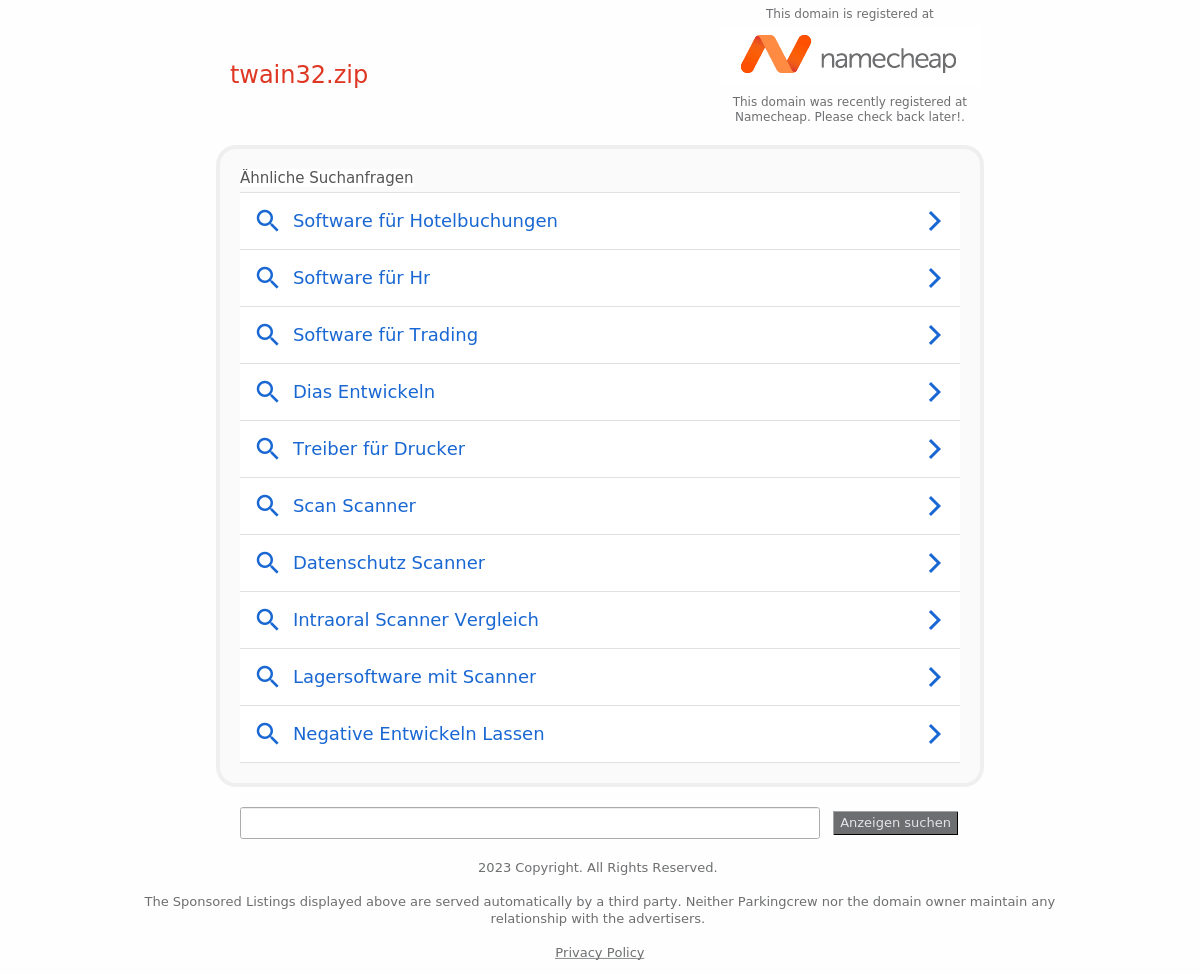 This domain is registered at
namecheap
twain32.zip
This domain was recently registered at
Namecheap. Please check back later!.
Ähnliche Suchanfragen
Software für Hotelbuchungen
Software für Hr
Software für Trading
Dias Entwickeln
Treiber für Drucker
Scan Scanner
Datenschutz Scanner
Intraoral Scanner Vergleich
Lagersoftware mit Scanner
Negative Entwickeln Lassen
Anzeigen suchen
2023 Copyright. All Rights Reserved.
The Sponsored Listings displayed above are served automatically by a third party. Neither Parkingcrew nor the domain owner maintain any
relationship with the advertisers.
Privacy Policy